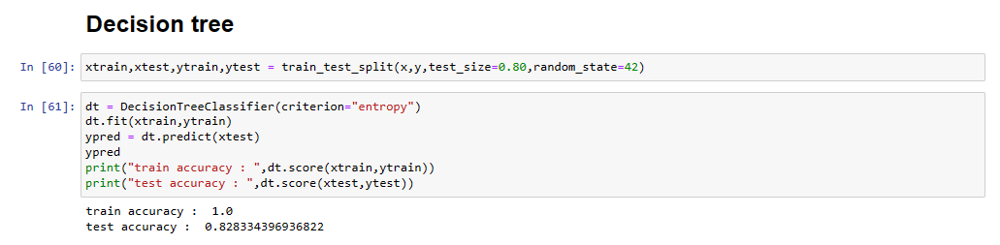 Decision tree
In [60]: xtrain,xtest,ytrain,ytest = train_test_split(x,y,test_size=0.80,random_state=42)
In [61]: dt = DecisionTreeClassifier(criterion="entropy")
dt.fit(xtrain,ytrain)
ypred = dt.predict(xtest)
ypred
print("train accuracy : ",dt.score(xtrain,ytrain))
print("test accuracy : ",dt.score(xtest,ytest))
train accuracy :  1.0
test accuracy :  0.828334396936822